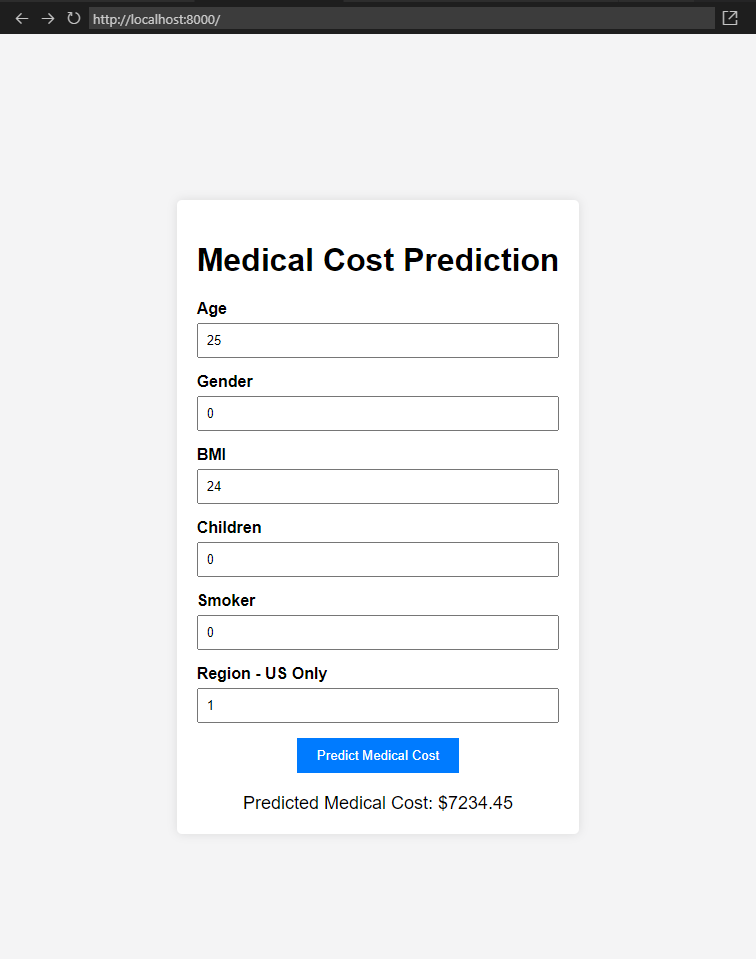 http://localhost:8000/
Medical Cost Prediction
Age
25
Gender
0
BMI
24
Children
0
Smoker
0
Region - US Only
1
Predict Medical Cost
Predicted Medical Cost: $7234.45